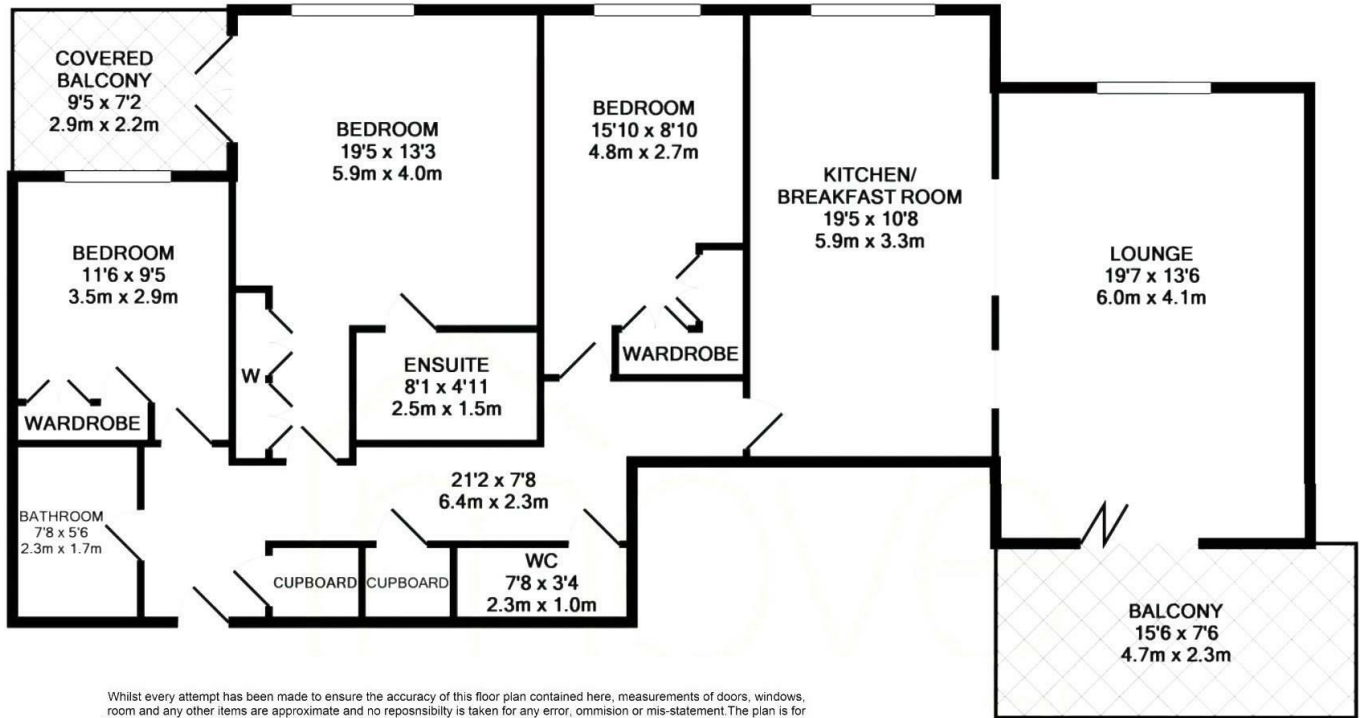 COVERED
BALCONY
9'5 x 7'2
2.9m x 2.2m
BEDROOM
19'5 x 13'3
5.9m x 4.0m
BEDROOM
15'10 x 8'10
4.8m x 2.7m
KITCHEN/
BREAKFAST ROOM
19'5 x 10'8
5.9m x 3.3m
LOUNGE
19'7 x 13'6
6.0m x 4.1m
BEDROOM
11'6 x 9'5
3.5m x 2.9m
WARDROBE
W
ENSUITE
8'1 x 4'11
2.5m x 1.5m
WARDROBE
21'2 x 7'8
6.4m x 2.3m
BATHROOM
7'8 x 5'6
2.3m x 1.7m
CUPBOARD
CUPBOARD
WC
7'8 x 3'4
2.3m x 1.0m
BALCONY
15'6 x 7'6
4.7m x 2.3m
Whilst every attempt has been made to ensure the accuracy of this floor plan contained here, measurements of doors, windows,
room and any other items are approximate and no reposnsibilty is taken for any error, ommision or mis-statement.The plan is for